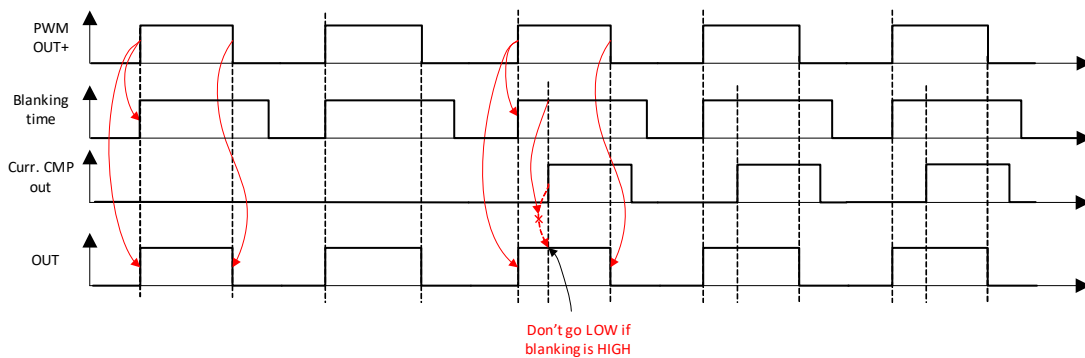 PWM
OUT+
Blanking
time
Curr. CMP
out
OUT
Don't go LOW if
blanking is HIGH